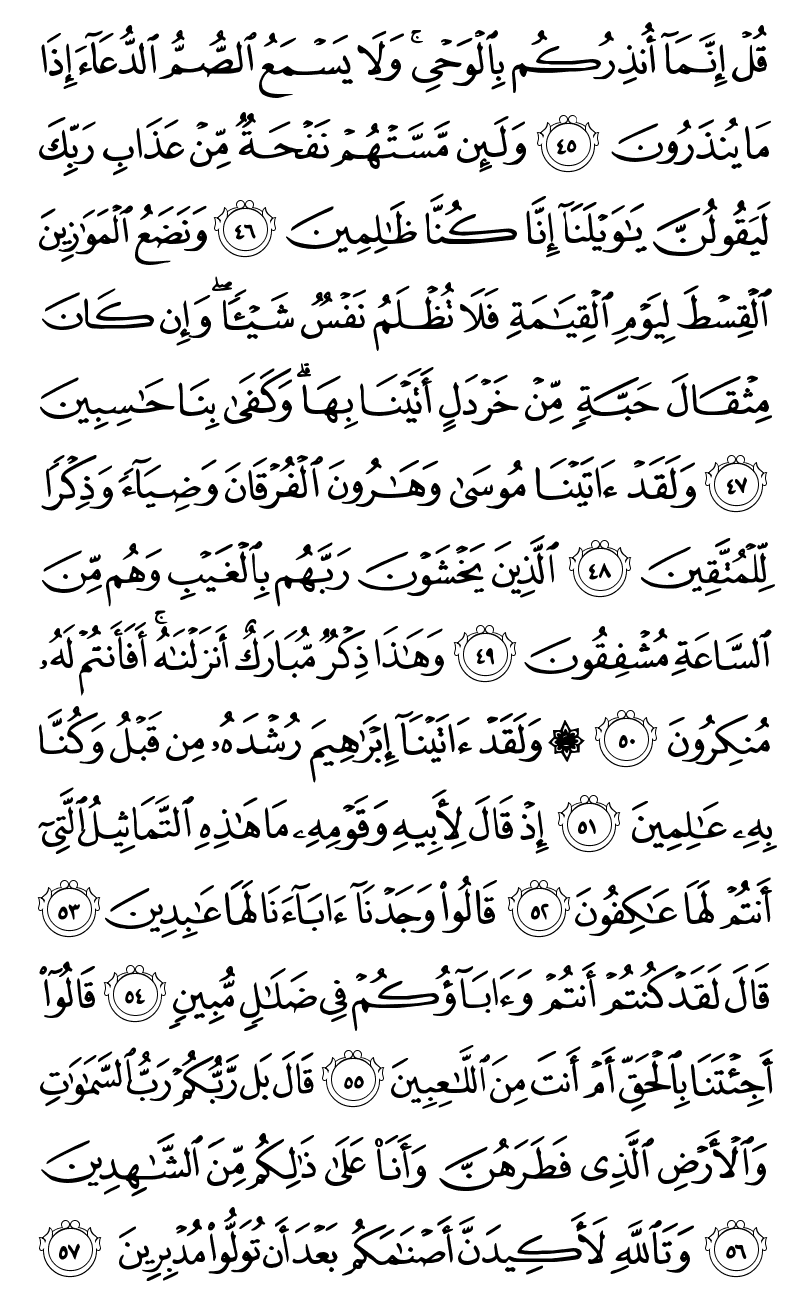 قُلۡ إِنَّمَآ أُنذِرُكُم بِٱلۡوَحۡيِۚ وَلَا يَسۡمَعُ ٱلصُّمُّ ٱلدُّعَآءَ إِذَا
مَا يُنذَرُونَ ٤٥ وَلَئِن مَّسَّتۡهُمۡ نَفۡحَةٞ مِّنۡ عَذَابِ رَبِّكَ
لَيَقُولُنَّ يَٰوَيۡلَنَآ إِنَّا كُنَّا ظَٰلِمِينَ ٤٦ وَنَضَعُ ٱلۡمَوَٰزِينَ
ٱلۡقِسۡطَ لِيَوۡمِ ٱلۡقِيَٰمَةِ فَلَا تُظۡلَمُ نَفۡسٞ شَيۡـٔٗاۖ وَإِن كَانَ
مِثۡقَالَ حَبَّةٖ مِّنۡ خَرۡدَلٍ أَتَيۡنَا بِهَاۗ وَكَفَىٰ بِنَا حَٰسِبِينَ
٤٧ وَلَقَدۡ ءَاتَيۡنَا مُوسَىٰ وَهَٰرُونَ ٱلۡفُرۡقَانَ وَضِيَآءٗ وَذِكۡرٗا
لِّلۡمُتَّقِينَ ٤٨ ٱلَّذِينَ يَخۡشَوۡنَ رَبَّهُم بِٱلۡغَيۡبِ وَهُم مِّنَ
ٱلسَّاعَةِ مُشۡفِقُونَ ٤٩ وَهَٰذَا ذِكۡرٞ مُّبَارَكٌ أَنزَلۡنَٰهُۚ أَفَأَنتُمۡ لَهُۥ
مُنكِرُونَ ٥٠ ۞ وَلَقَدۡ ءَاتَيۡنَآ إِبۡرَٰهِيمَ رُشۡدَهُۥ مِن قَبۡلُ وَكُنَّا
بِهِۦ عَٰلِمِينَ ٥١ إِذۡ قَالَ لِأَبِيهِ وَقَوۡمِهِۦ مَا هَٰذِهِ ٱلتَّمَاثِيلُ ٱلَّتِيٓ
أَنتُمۡ لَهَا عَٰكِفُونَ ٥٢ قَالُواْ وَجَدۡنَآ ءَابَآءَنَا لَهَا عَٰبِدِينَ ٥٣
قَالَ لَقَدۡ كُنتُمۡ أَنتُمۡ وَءَابَآؤُكُمۡ فِي ضَلَٰلٖ مُّبِينٖ ٥٤ قَالُوٓاْ
أَجِئۡتَنَا بِٱلۡحَقِّ أَمۡ أَنتَ مِنَ ٱللَّٰعِبِينَ ٥٥ قَالَ بَل رَّبُّكُمۡ رَبُّ ٱلسَّمَٰوَٰتِ
وَٱلۡأَرۡضِ ٱلَّذِي فَطَرَهُنَّ وَأَنَا۠ عَلَىٰ ذَٰلِكُم مِّنَ ٱلشَّٰهِدِينَ
٥٦ وَتَٱللَّهِ لَأَكِيدَنَّ أَصۡنَٰمَكُم بَعۡدَ أَن تُوَلُّواْ مُدۡبِرِينَ ٥٧